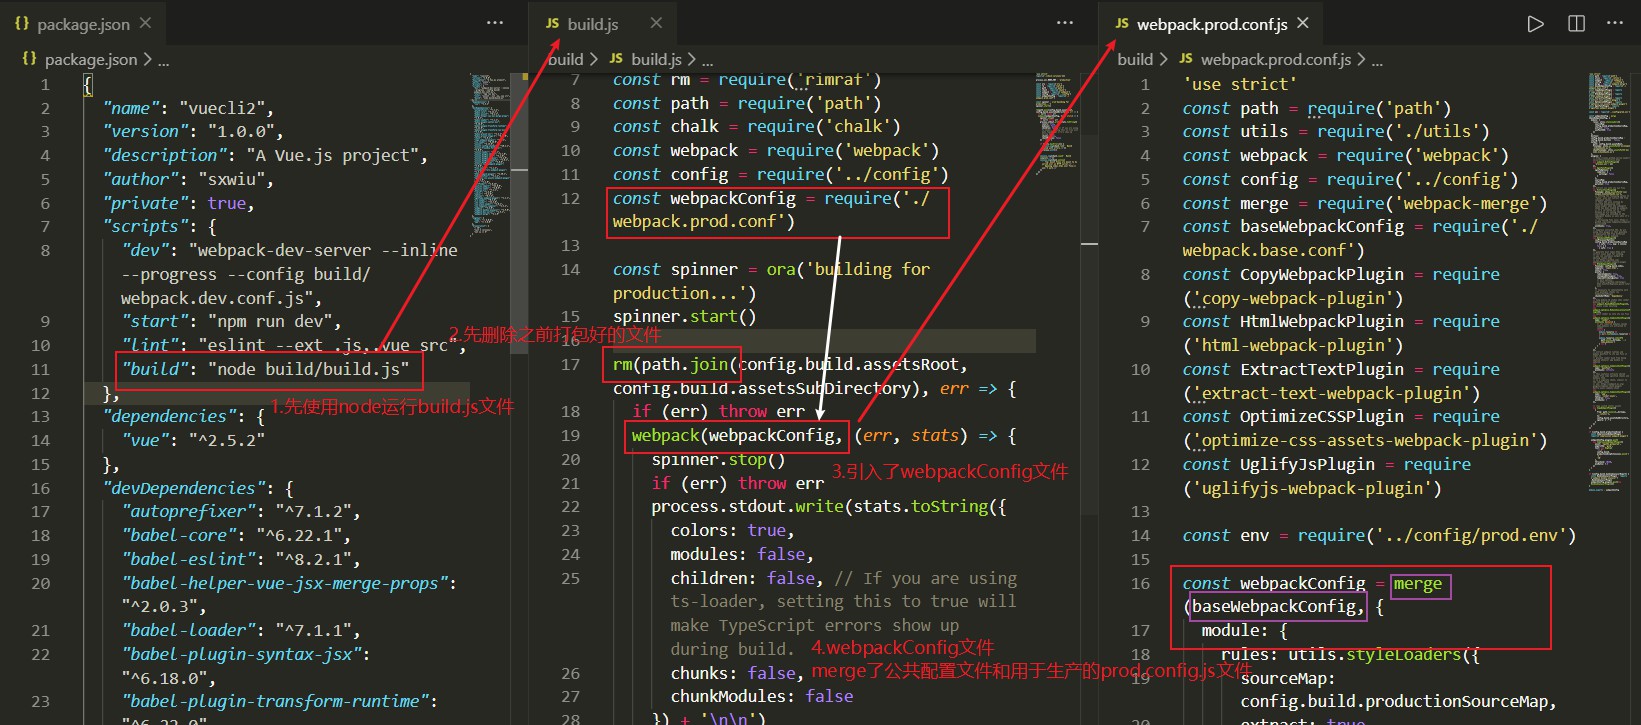 package.json
package.json > ...
1 {
2 "name": "vuecli2",
3 "version": "1.0.0",
4 "description": "A Vue.js project",
5 "author": "sxwiu",
6 "private": true,
7 "scripts": {
8 "dev": "webpack-dev-server --inline
--progress --config build/
webpack.dev.conf.js",
9 "start": "npm run dev",
10 "lint": "eslint --ext .js,.vue src",
11 "build": "node build/build.js"
12 },
1.先使用node运行build.js文件
13 "dependencies": {
14 "vue": "^2.5.2"
15 },
16 "devDependencies": {
17 "autoprefixer": "^7.1.2",
18 "babel-core": "^6.22.1",
19 "babel-eslint": "^8.2.1",
20 "babel-helper-vue-jsx-merge-props":
"^2.0.3",
21 "babel-loader": "^7.1.1",
22 "babel-plugin-syntax-jsx":
"^6.18.0",
23 "babel-plugin-transform-runtime":
"^6.22.0"
JS build.js
build > JS build.js > ...
7 const rm = require('rimraf')
8 const path = require('path')
9 const chalk = require('chalk')
10 const webpack = require('webpack')
11 const config = require('../config')
12 const webpackConfig = require('./
webpack.prod.conf')
13
14 const spinner = ora('building for
production...')
15 spinner.start()
2.先删除之前打包好的文件
16
17 rm(path.join(config.build.assetsRoot,
config.build.assetsSubDirectory), err => {
18 if (err) throw err
19 webpack(webpackConfig, (err, stats) => {
20 spinner.stop()
3.引入了webpackConfig文件
21 if (err) throw err
22 process.stdout.write(stats.toString({
23 colors: true,
24 modules: false,
25 children: false, // If you are using
ts-loader, setting this to true will
make TypeScript errors show up
during build.
4.webpackConfig文件
merge了公共配置文件和用于生产的prod.config.js文件
26 chunks: false,
27 chunkModules: false
28 }) + '\n\n')
JS webpack.prod.conf.js
build > JS webpack.prod.conf.js > ...
1 'use strict'
2 const path = require('path')
3 const utils = require('./utils')
4 const webpack = require('webpack')
5 const config = require('../config')
6 const merge = require('webpack-merge')
7 const baseWebpackConfig = require('./
webpack.base.conf')
8 const CopyWebpackPlugin = require
('copy-webpack-plugin')
9 const HtmlWebpackPlugin = require
('html-webpack-plugin')
10 const ExtractTextPlugin = require
('extract-text-webpack-plugin')
11 const OptimizeCSSPlugin = require
('optimize-css-assets-webpack-plugin')
12 const UglifyJsPlugin = require
('uglifyjs-webpack-plugin')
13
14 const env = require('../config/prod.env')
15
16 const webpackConfig = merge
(baseWebpackConfig, {
17 module: {
18 rules: utils.styleLoaders({
19 sourceMap:
config.build.productionSourceMap,
20 extract: true